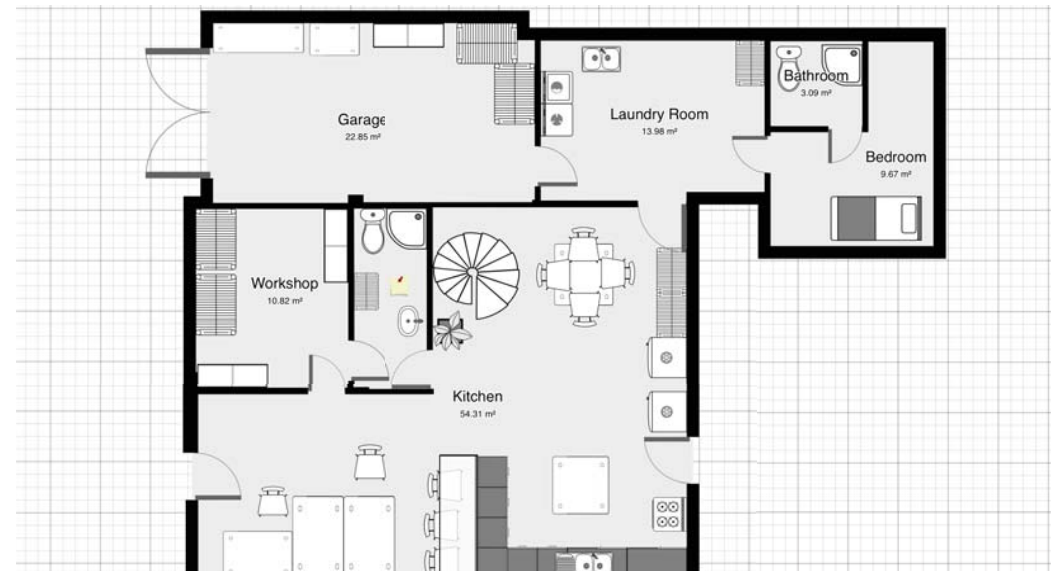 Garage
22.85 m²
Laundry Room
13.98 m²
Bathroom
3.09 m²
Bedroom
9.67 m²
Workshop
10.82 m²
Kitchen
54.31 m²